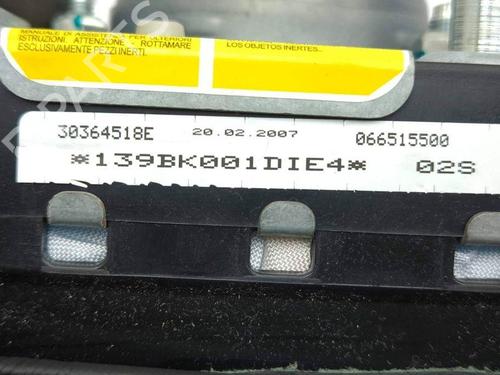 MANUALE DI ASSISTENZA PER ULTERIORI
ISTRUZIONI. ATTENZIONE: ROTTAMARE
ESCLUSIVAMENTE PEZZI INERTI.
LOS OBJETOS INERTES.
30364518E 20.02.2007 066515500
*139BK001DIE4* 02S